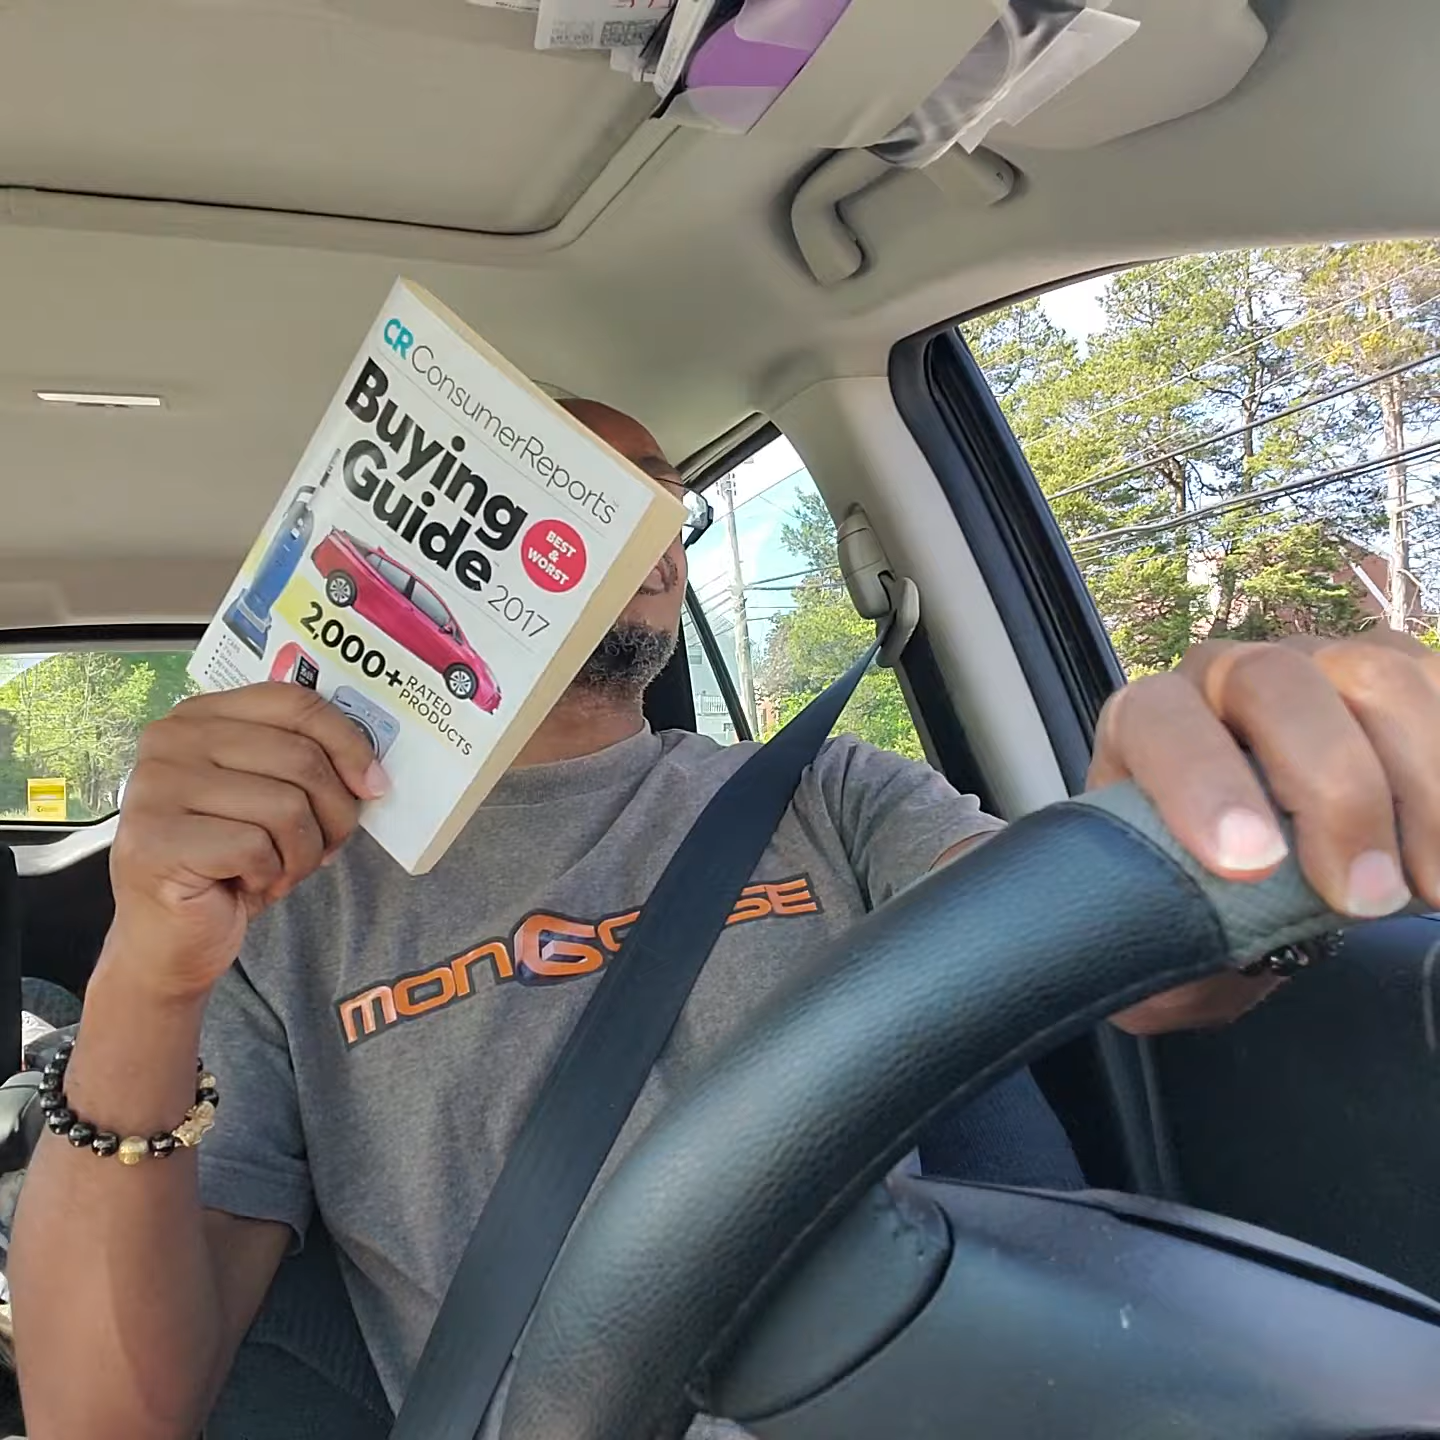 CR ConsumerReports
Buying
Guide 2017
BEST
&
WORST
2,000+ RATED
PRODUCTS
MONGOOSE